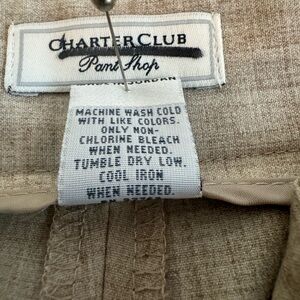 CHARTER CLUB
Pant Shop
JORDAN
MACHINE WASH COLD
WITH LIKE COLORS.
ONLY NON-
CHLORINE BLEACH
WHEN NEEDED.
TUMBLE DRY LOW.
COOL IRON
WHEN NEEDED.